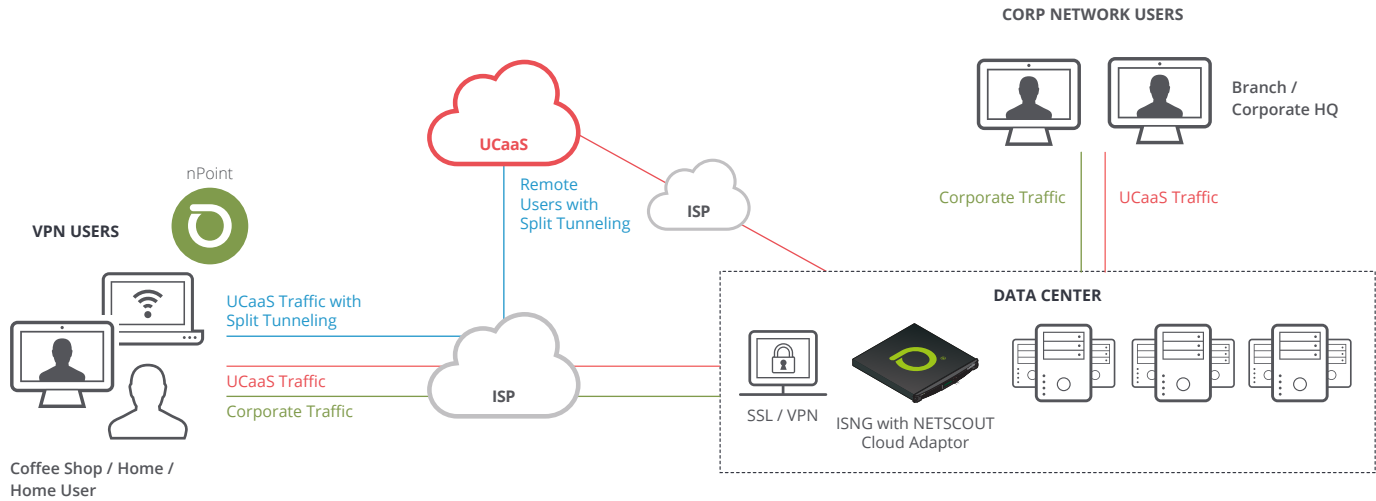 CORP NETWORK USERS
Branch /
Corporate HQ
UCaaS
nPoint
Remote
Users with
Split Tunneling
ISP
Corporate Traffic
UCaaS Traffic
VPN USERS
UCaaS Traffic with
Split Tunneling
UCaaS Traffic
Corporate Traffic
ISP
DATA CENTER
SSL / VPN
ISNG with NETSCOUT
Cloud Adaptor
Coffee Shop / Home /
Home User